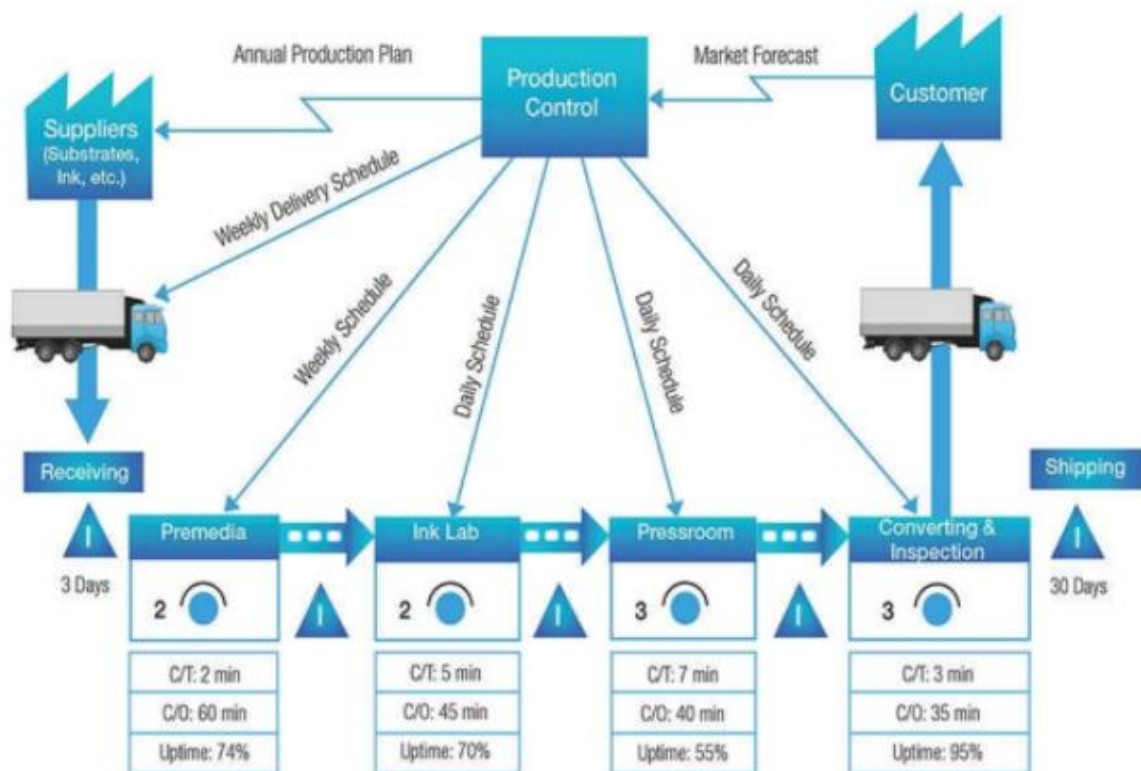 Annual Production Plan
Production
Control
Market Forecast
Customer
Suppliers
(Substrates,
Ink, etc.)
Weekly Delivery Schedule
Weekly Schedule
Daily Schedule
Daily Schedule
Daily Schedule
Receiving
Shipping
I
3 Days
I
30 Days
Premedia
Ink Lab
Pressroom
Converting &
Inspection
2
I
2
I
3
I
3
C/T: 2 min
C/O: 60 min
Uptime: 74%
C/T: 5 min
C/O: 45 min
Uptime: 70%
C/T: 7 min
C/O: 40 min
Uptime: 55%
C/T: 3 min
C/O: 35 min
Uptime: 95%